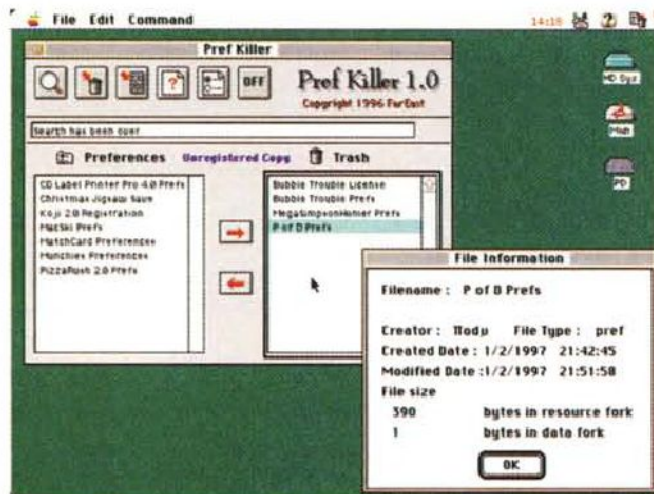 File Edit Command
14:18
Pref Killer
OFF
Pref Killer 1.0
Copyright 1996 FarEast
Search has been over
Preferences
Unregistered Copy
Trash
CD Label Printer Pro 4.0 Prefs
Christmas Jigsaw Save
Koji 2.0 Registration
MacSki Prefs
MatchCard Preferences
Munchies Preferences
PizzaRush 2.0 Prefs
Bubble Trouble License
Bubble Trouble Prefs
MegaSimpsonHomer Prefs
P of D Prefs
PD
File Information
Filename : P of D Prefs
Creator : File Type : pref
Created Date : 1/2/1997 21:42:45
Modified Date :1/2/1997 21:51:58
File size
390 bytes in resource fork
1 bytes in data fork
OK